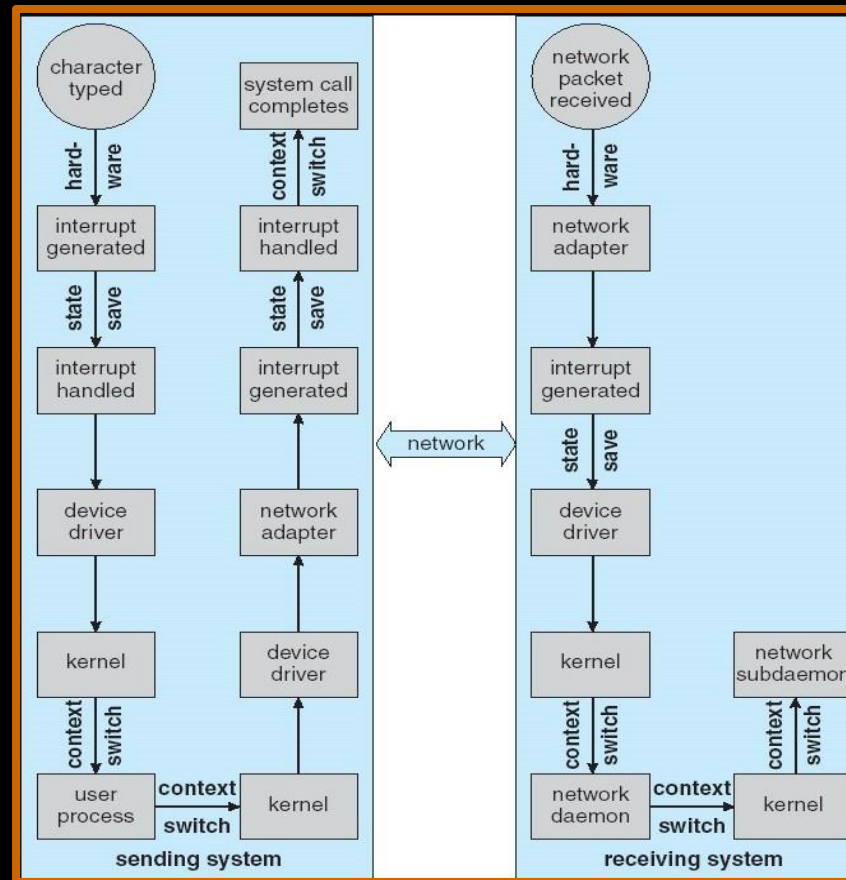 character
typed
hard-
ware
interrupt
generated
state
save
interrupt
handled
device
driver
kernel
context
switch
user
process
context
switch
kernel
device
driver
network
adapter
interrupt
generated
state
save
interrupt
handled
context
switch
system call
completes
sending system
network
network
packet
received
hard-
ware
network
adapter
interrupt
generated
state
save
device
driver
kernel
context
switch
network
daemon
context
switch
kernel
context
switch
network
subdaemon
receiving system